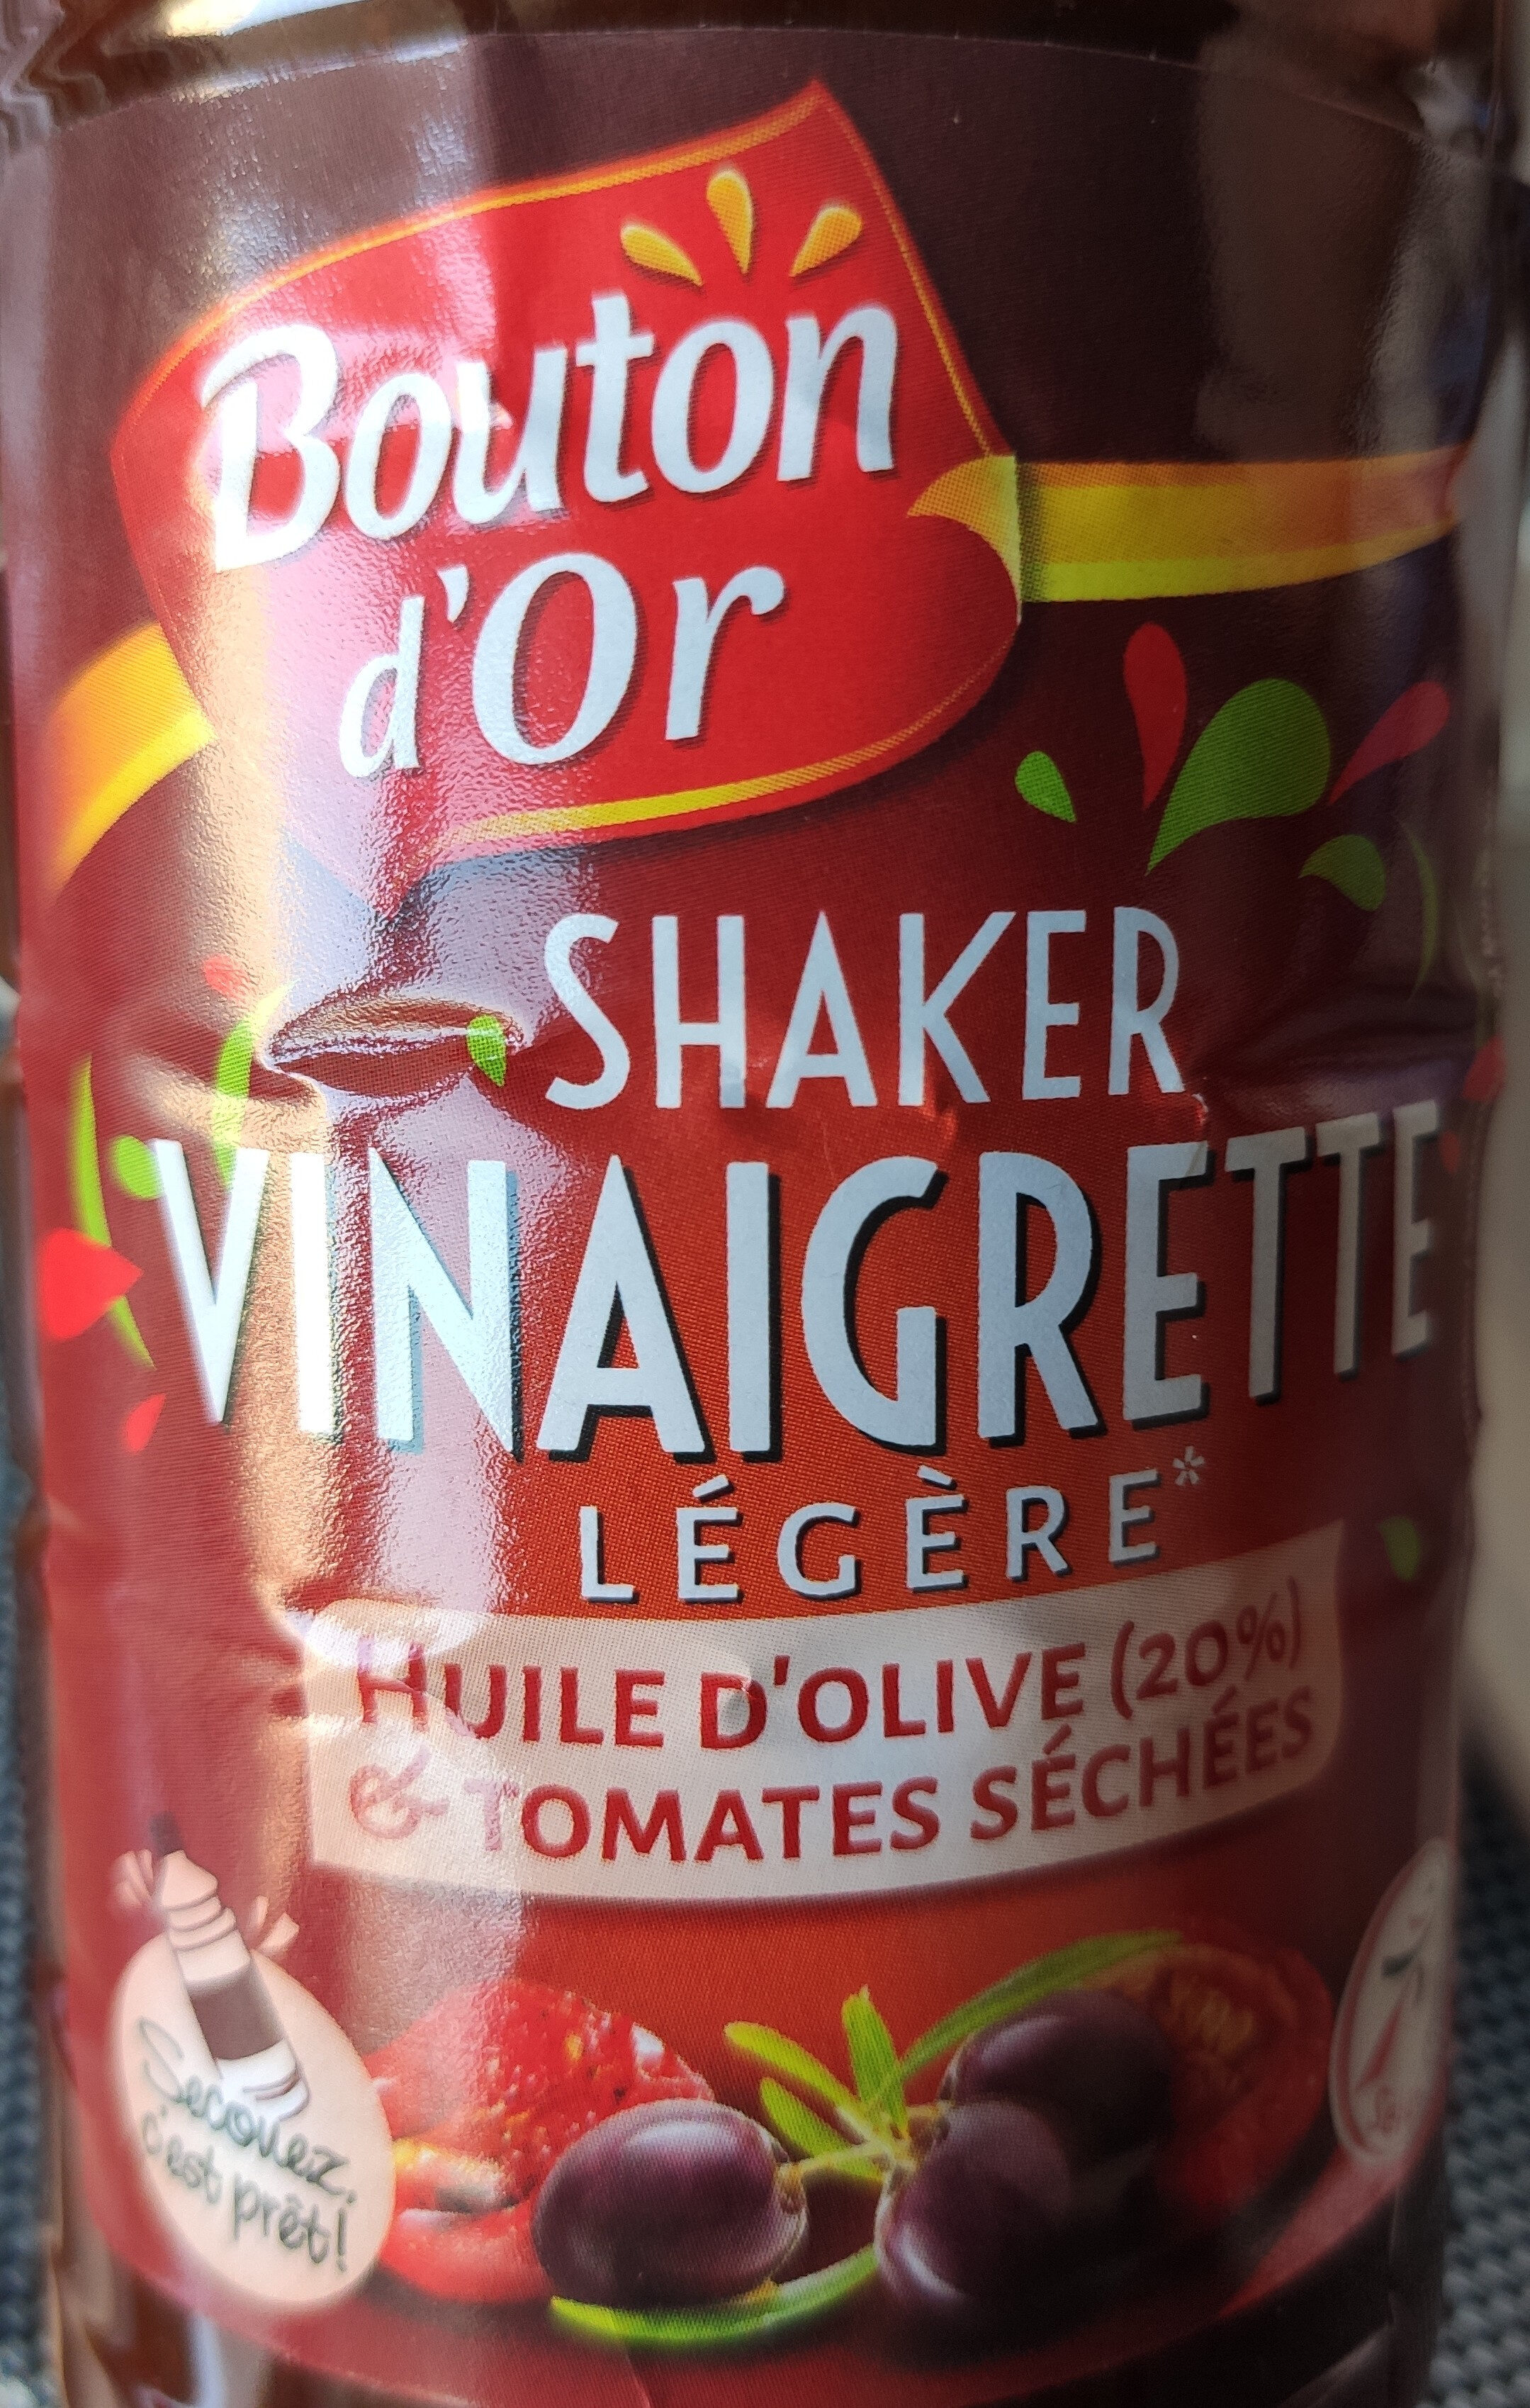 Bouton
d'Or
SHAKER
VINAIGRETTE
LÉGÈRE*
HUILE D'OLIVE (20%)
& TOMATES SÉCHÉES
Secouez,
c'est prêt!